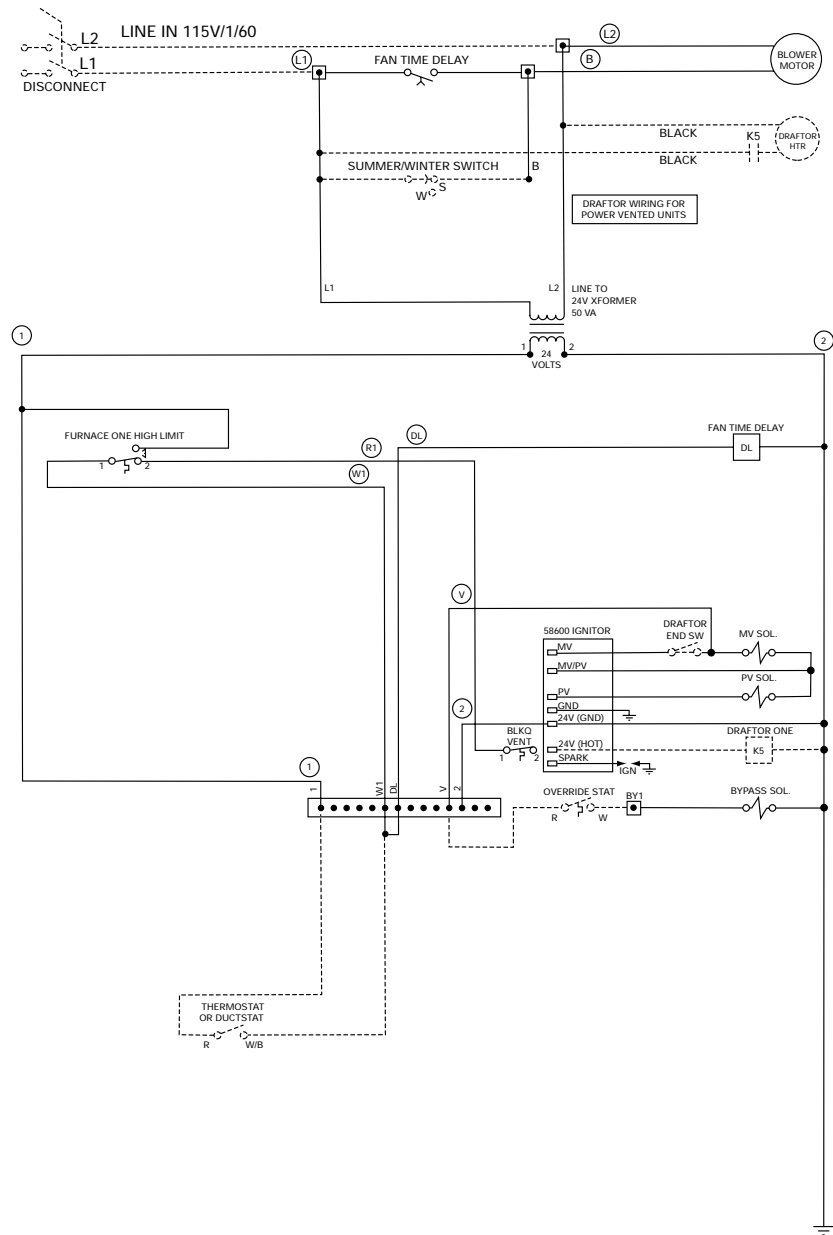 LINE IN 115V/1/60
L2
L1
DISCONNECT
L1
FAN TIME DELAY
L2
B
BLOWER
MOTOR
BLACK
K5
DRAFTOR
HTR
BLACK
SUMMER/WINTER SWITCH
S
W
B
DRAFTOR WIRING FOR
POWER VENTED UNITS
L1
L2
LINE TO
24V XFORMER
50 VA
1
2
24
VOLTS
1
2
FURNACE ONE HIGH LIMIT
3
1
2
R1
W1
DL
FAN TIME DELAY
DL
V
58600 IGNITOR
MV
MV/PV
PV
GND
24V (GND)
24V (HOT)
SPARK
DRAFTOR
END SW
MV SOL.
PV SOL.
2
BLKQ
VENT
1
2
DRAFTOR ONE
K5
IGN
1
1
W1
DL
V
2
OVERRIDE STAT
R
W
BY1
BYPASS SOL.
THERMOSTAT
OR DUCTSTAT
R
W/B